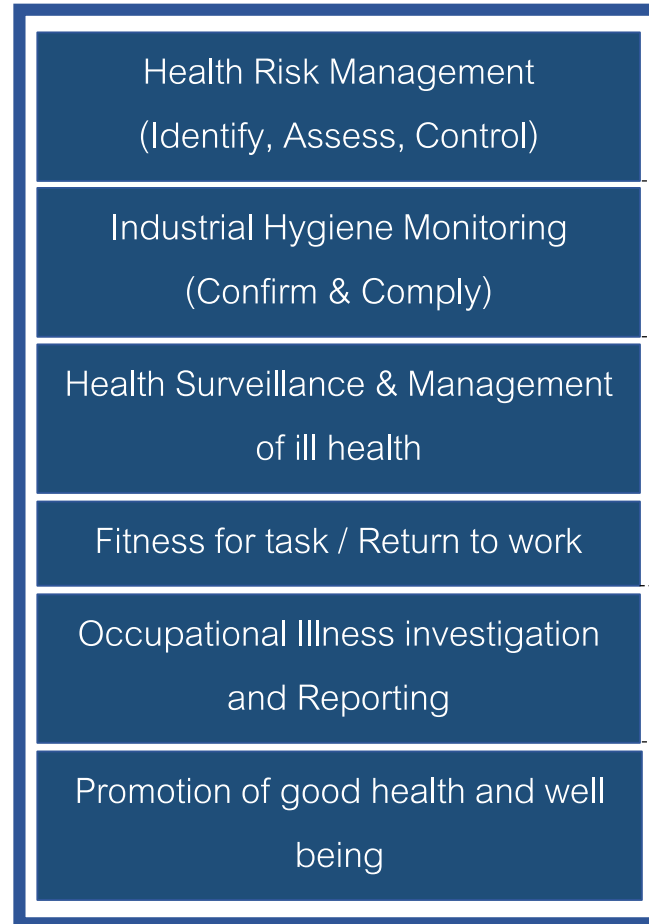 Health Risk Management
(Identify, Assess, Control)
Industrial Hygiene Monitoring
(Confirm & Comply)
Health Surveillance & Management
of ill health
Fitness for task / Return to work
Occupational Illness investigation
and Reporting
Promotion of good health and well
being